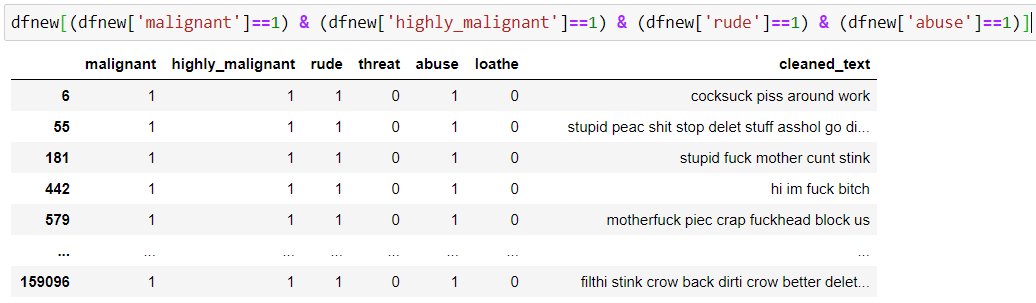 dfnew[(dfnew['malignant']==1) & (dfnew['highly_malignant']==1) & (dfnew['rude']==1) & (dfnew['abuse']==1)]
malignant highly_malignant rude threat abuse loathe cleaned_text
6 1 1 1 0 1 0 cocksuck piss around work
55 1 1 1 0 1 0 stupid peac shit stop delet stuff asshol go di...
181 1 1 1 0 1 0 stupid fuck mother cunt stink
442 1 1 1 0 1 0 hi im fuck bitch
579 1 1 1 0 1 0 motherfuck piec crap fuckhead block us
... ... ... ... ... ... ... ...
159096 1 1 1 0 1 0 filthi stink crow back dirti crow better delet...